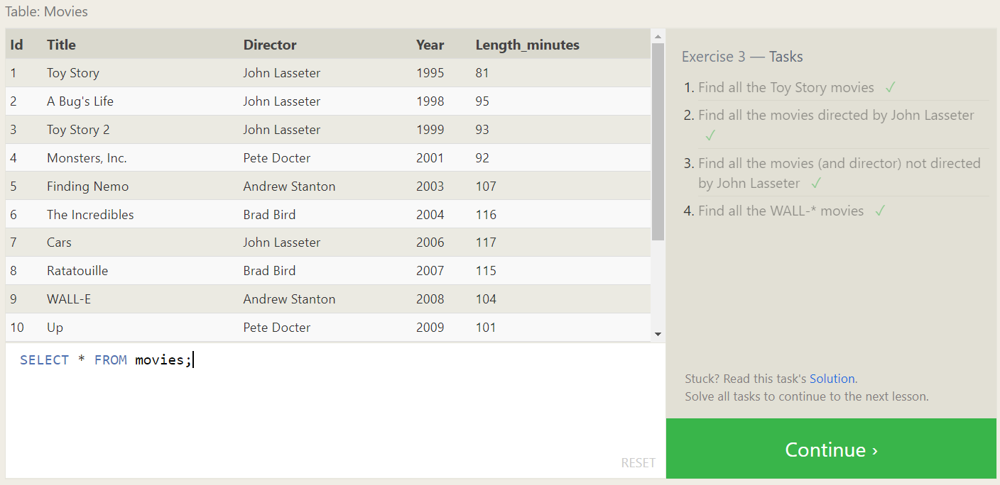 Table: Movies
Id Title Director Year Length_minutes
1 Toy Story John Lasseter 1995 81
2 A Bug's Life John Lasseter 1998 95
3 Toy Story 2 John Lasseter 1999 93
4 Monsters, Inc. Pete Docter 2001 92
5 Finding Nemo Andrew Stanton 2003 107
6 The Incredibles Brad Bird 2004 116
7 Cars John Lasseter 2006 117
8 Ratatouille Brad Bird 2007 115
9 WALL-E Andrew Stanton 2008 104
10 Up Pete Docter 2009 101
SELECT * FROM movies;
RESET
Exercise 3 — Tasks
1. Find all the Toy Story movies ✓
2. Find all the movies directed by John Lasseter
✓
3. Find all the movies (and director) not directed
by John Lasseter ✓
4. Find all the WALL-* movies ✓
Stuck? Read this task's Solution.
Solve all tasks to continue to the next lesson.
Continue ›